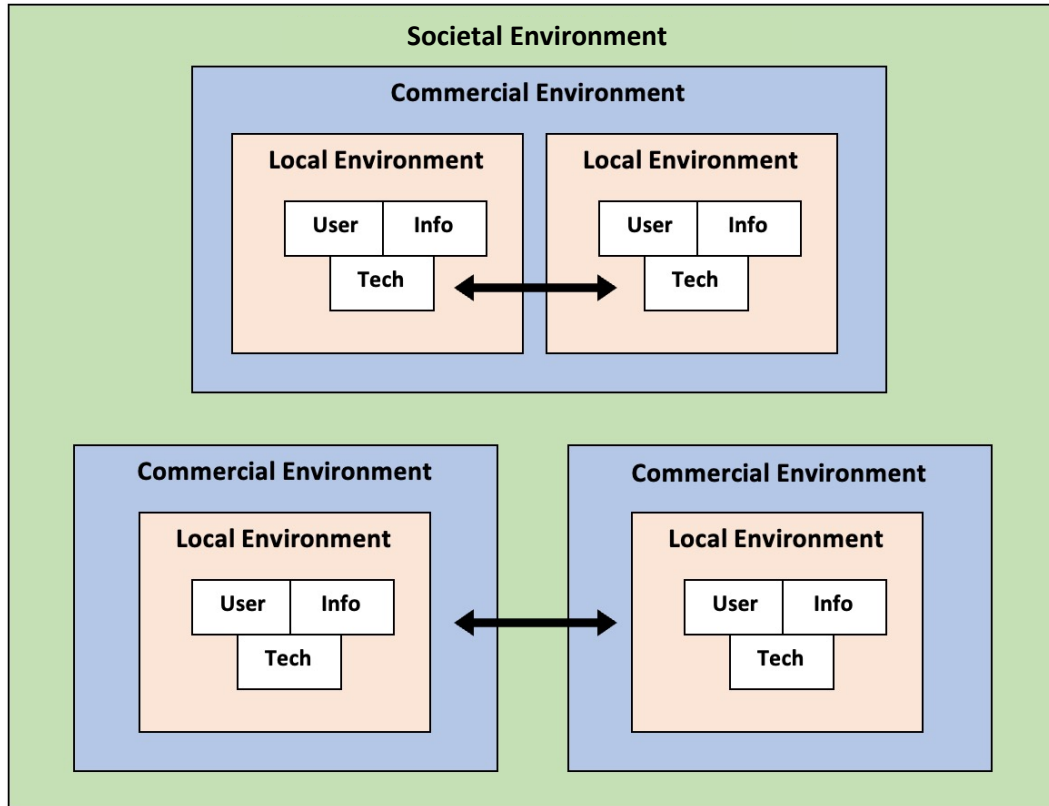 Societal Environment
Commercial Environment
Local Environment
User Info
Tech
Local Environment
User Info
Tech
Commercial Environment
Local Environment
User Info
Tech
Commercial Environment
Local Environment
User Info
Tech